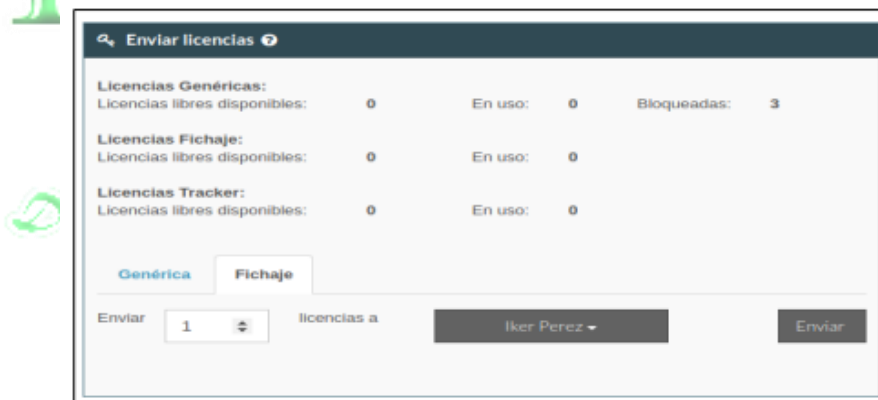 Enviar licencias ?
Licencias Genéricas:
Licencias libres disponibles: 0 En uso: 0 Bloqueadas: 3
Licencias Fichaje:
Licencias libres disponibles: 0 En uso: 0
Licencias Tracker:
Licencias libres disponibles: 0 En uso: 0
Genérica Fichaje
Enviar 1 licencias a Iker Perez Enviar